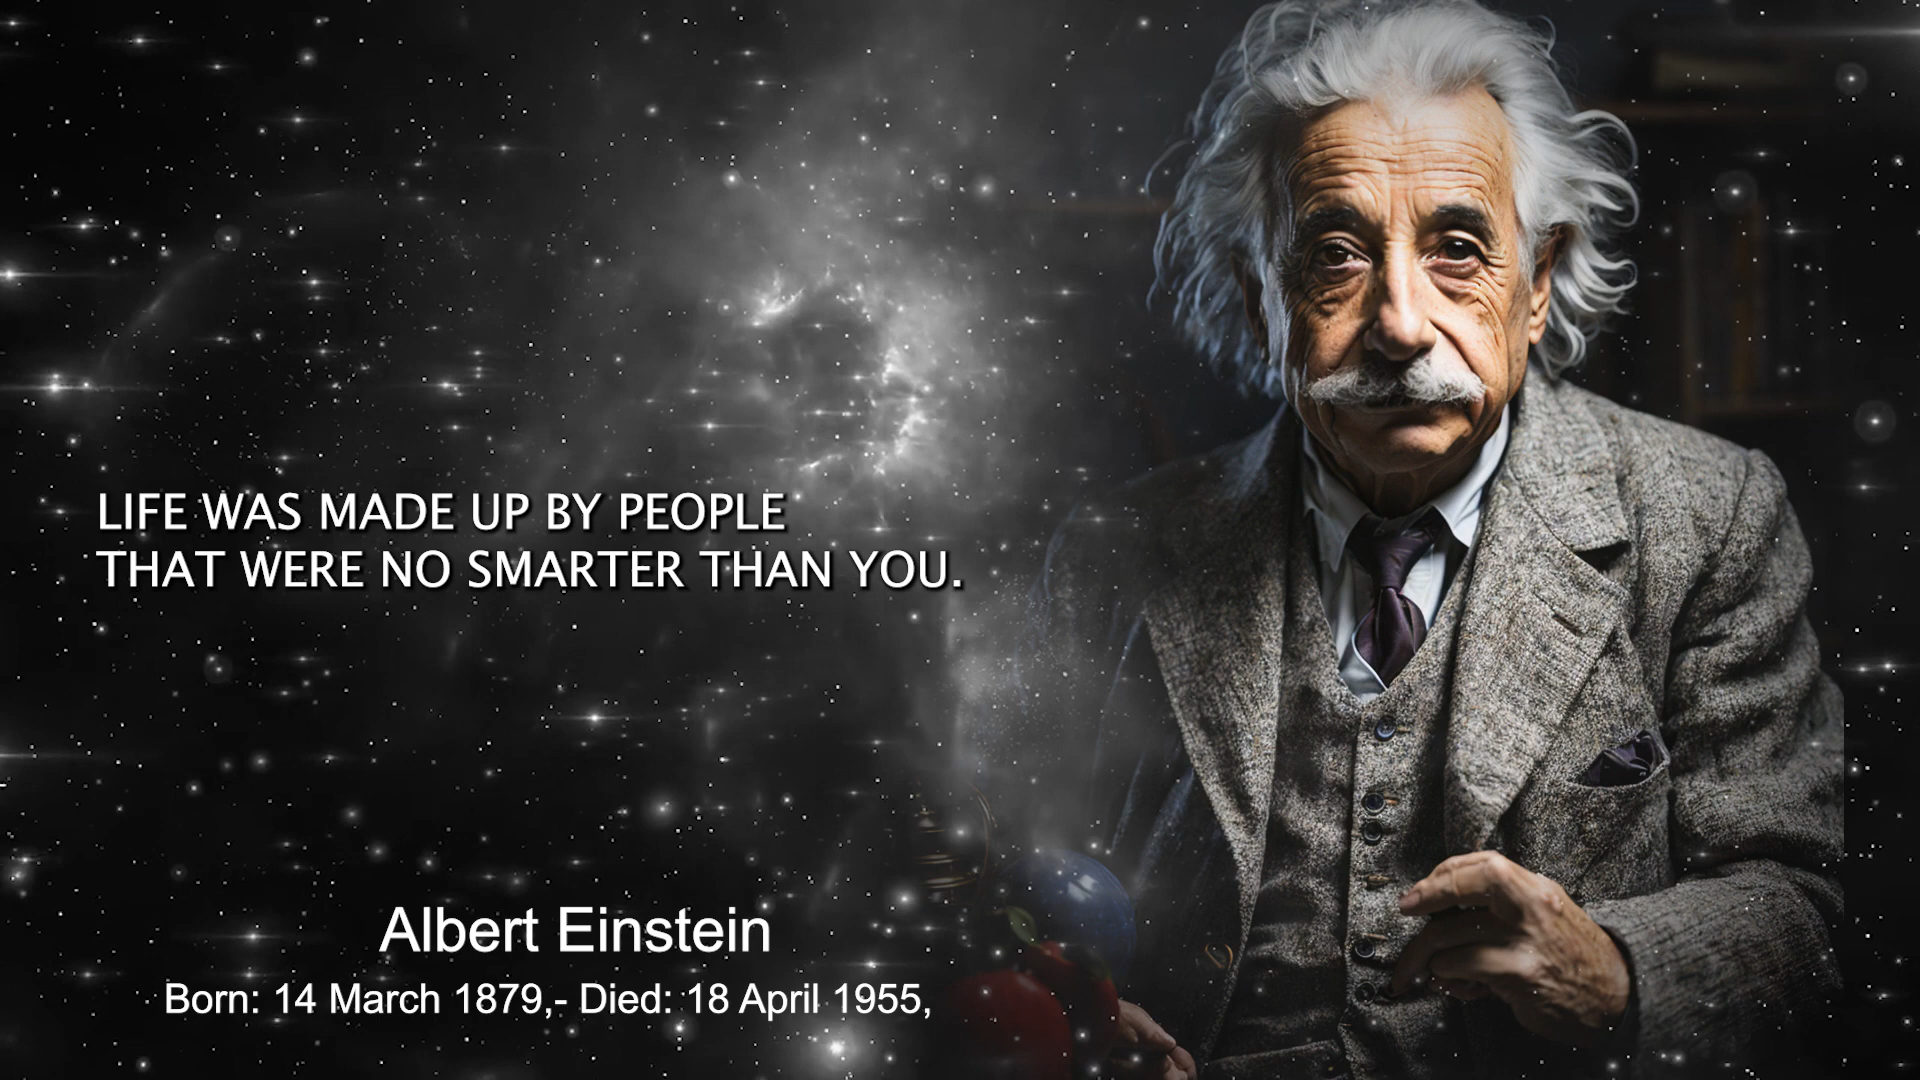 LIFE WAS MADE UP BY PEOPLE
THAT WERE NO SMARTER THAN YOU.
Albert Einstein
Born: 14 March 1879,- Died: 18 April 1955,